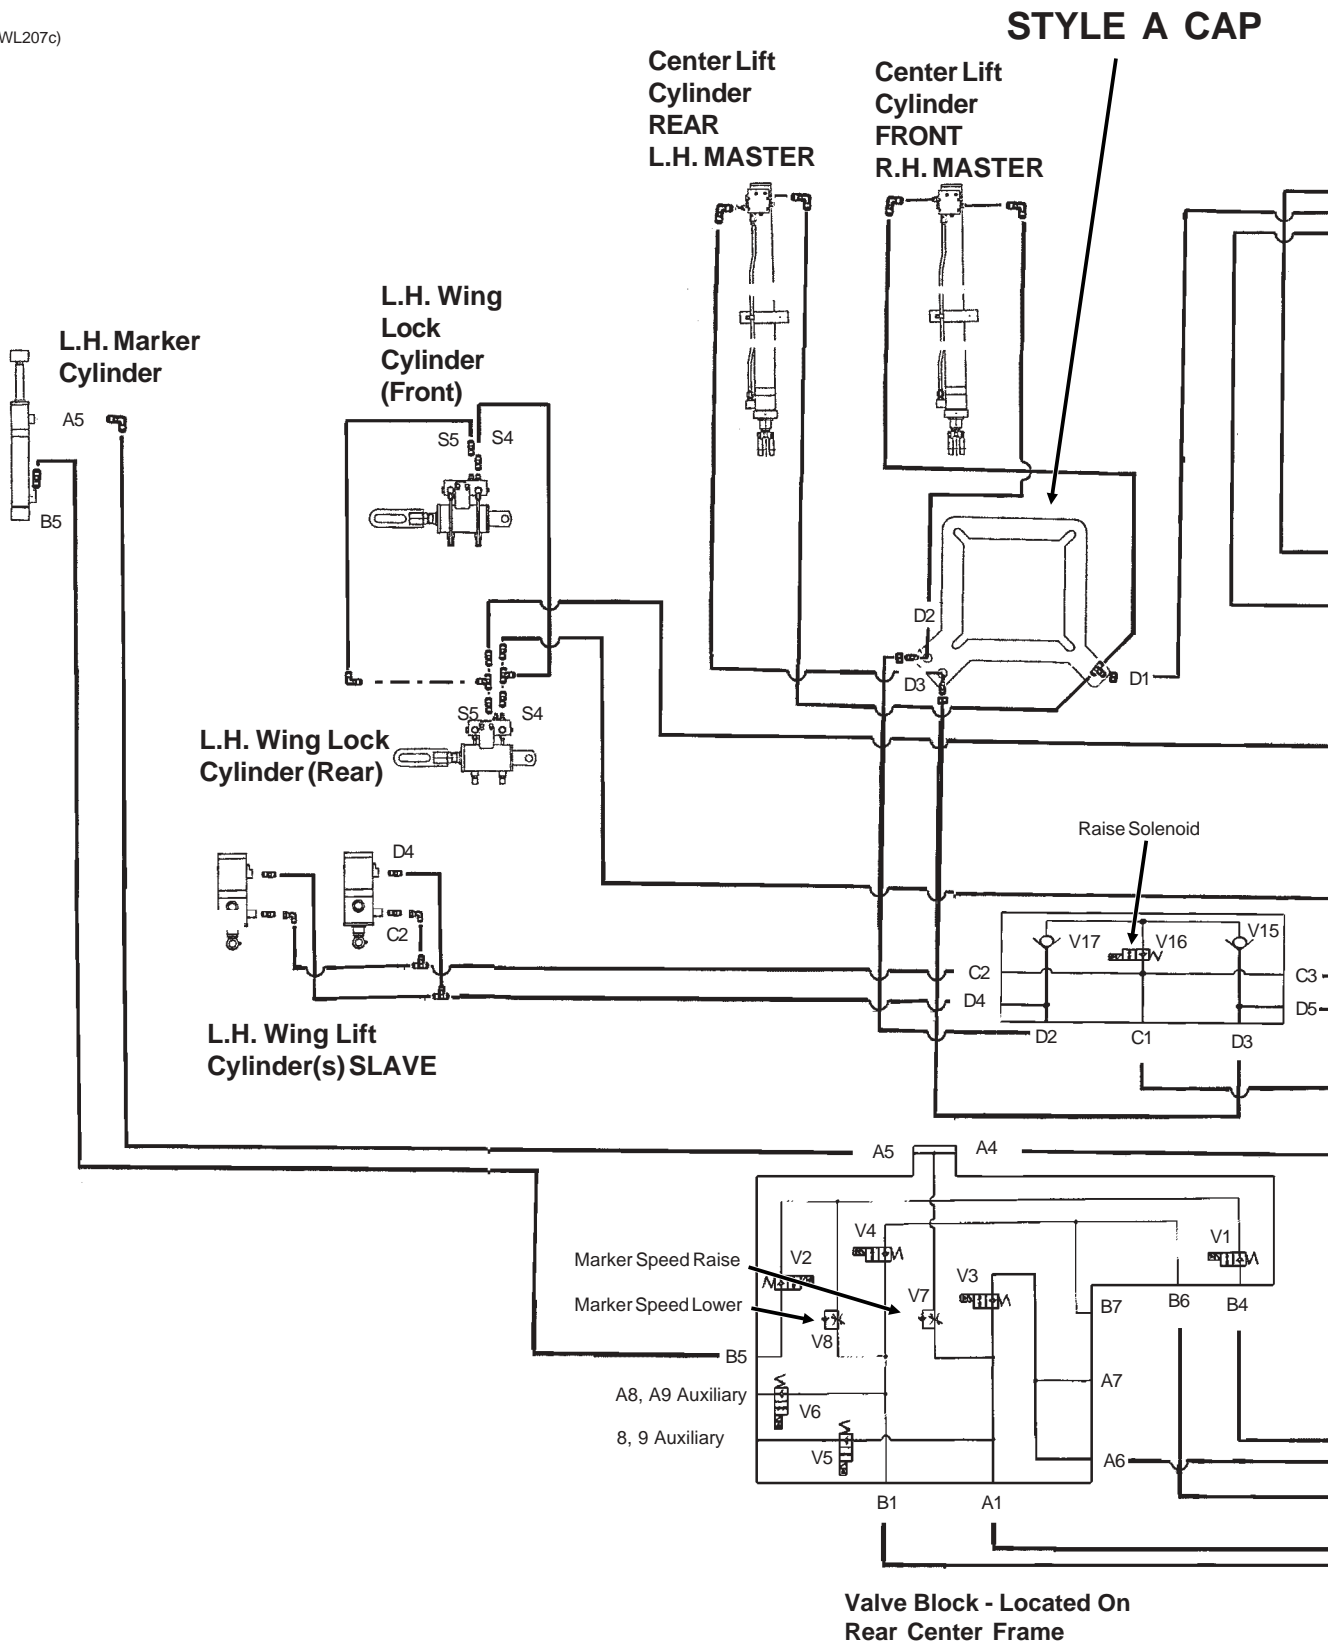 WL207c)
STYLE A CAP
Center Lift
Cylinder
REAR
L.H. MASTER
Center Lift
Cylinder
FRONT
R.H. MASTER
L.H. Wing
Lock
Cylinder
(Front)
L.H. Marker
Cylinder
A5
B5
S5
S4
D2
D3
D1
S5
S4
L.H. Wing Lock
Cylinder (Rear)
Raise Solenoid
D4
C2
V17
V16
V15
C2
D4
C3
D5
D2
C1
D3
L.H. Wing Lift
Cylinder(s) SLAVE
A5
A4
V4
V2
V1
Marker Speed Raise
V3
V7
Marker Speed Lower
B7
B6
B4
V8
B5
A7
A8, A9 Auxiliary
V6
8, 9 Auxiliary
V5
A6
B1
A1
Valve Block - Located On
Rear Center Frame